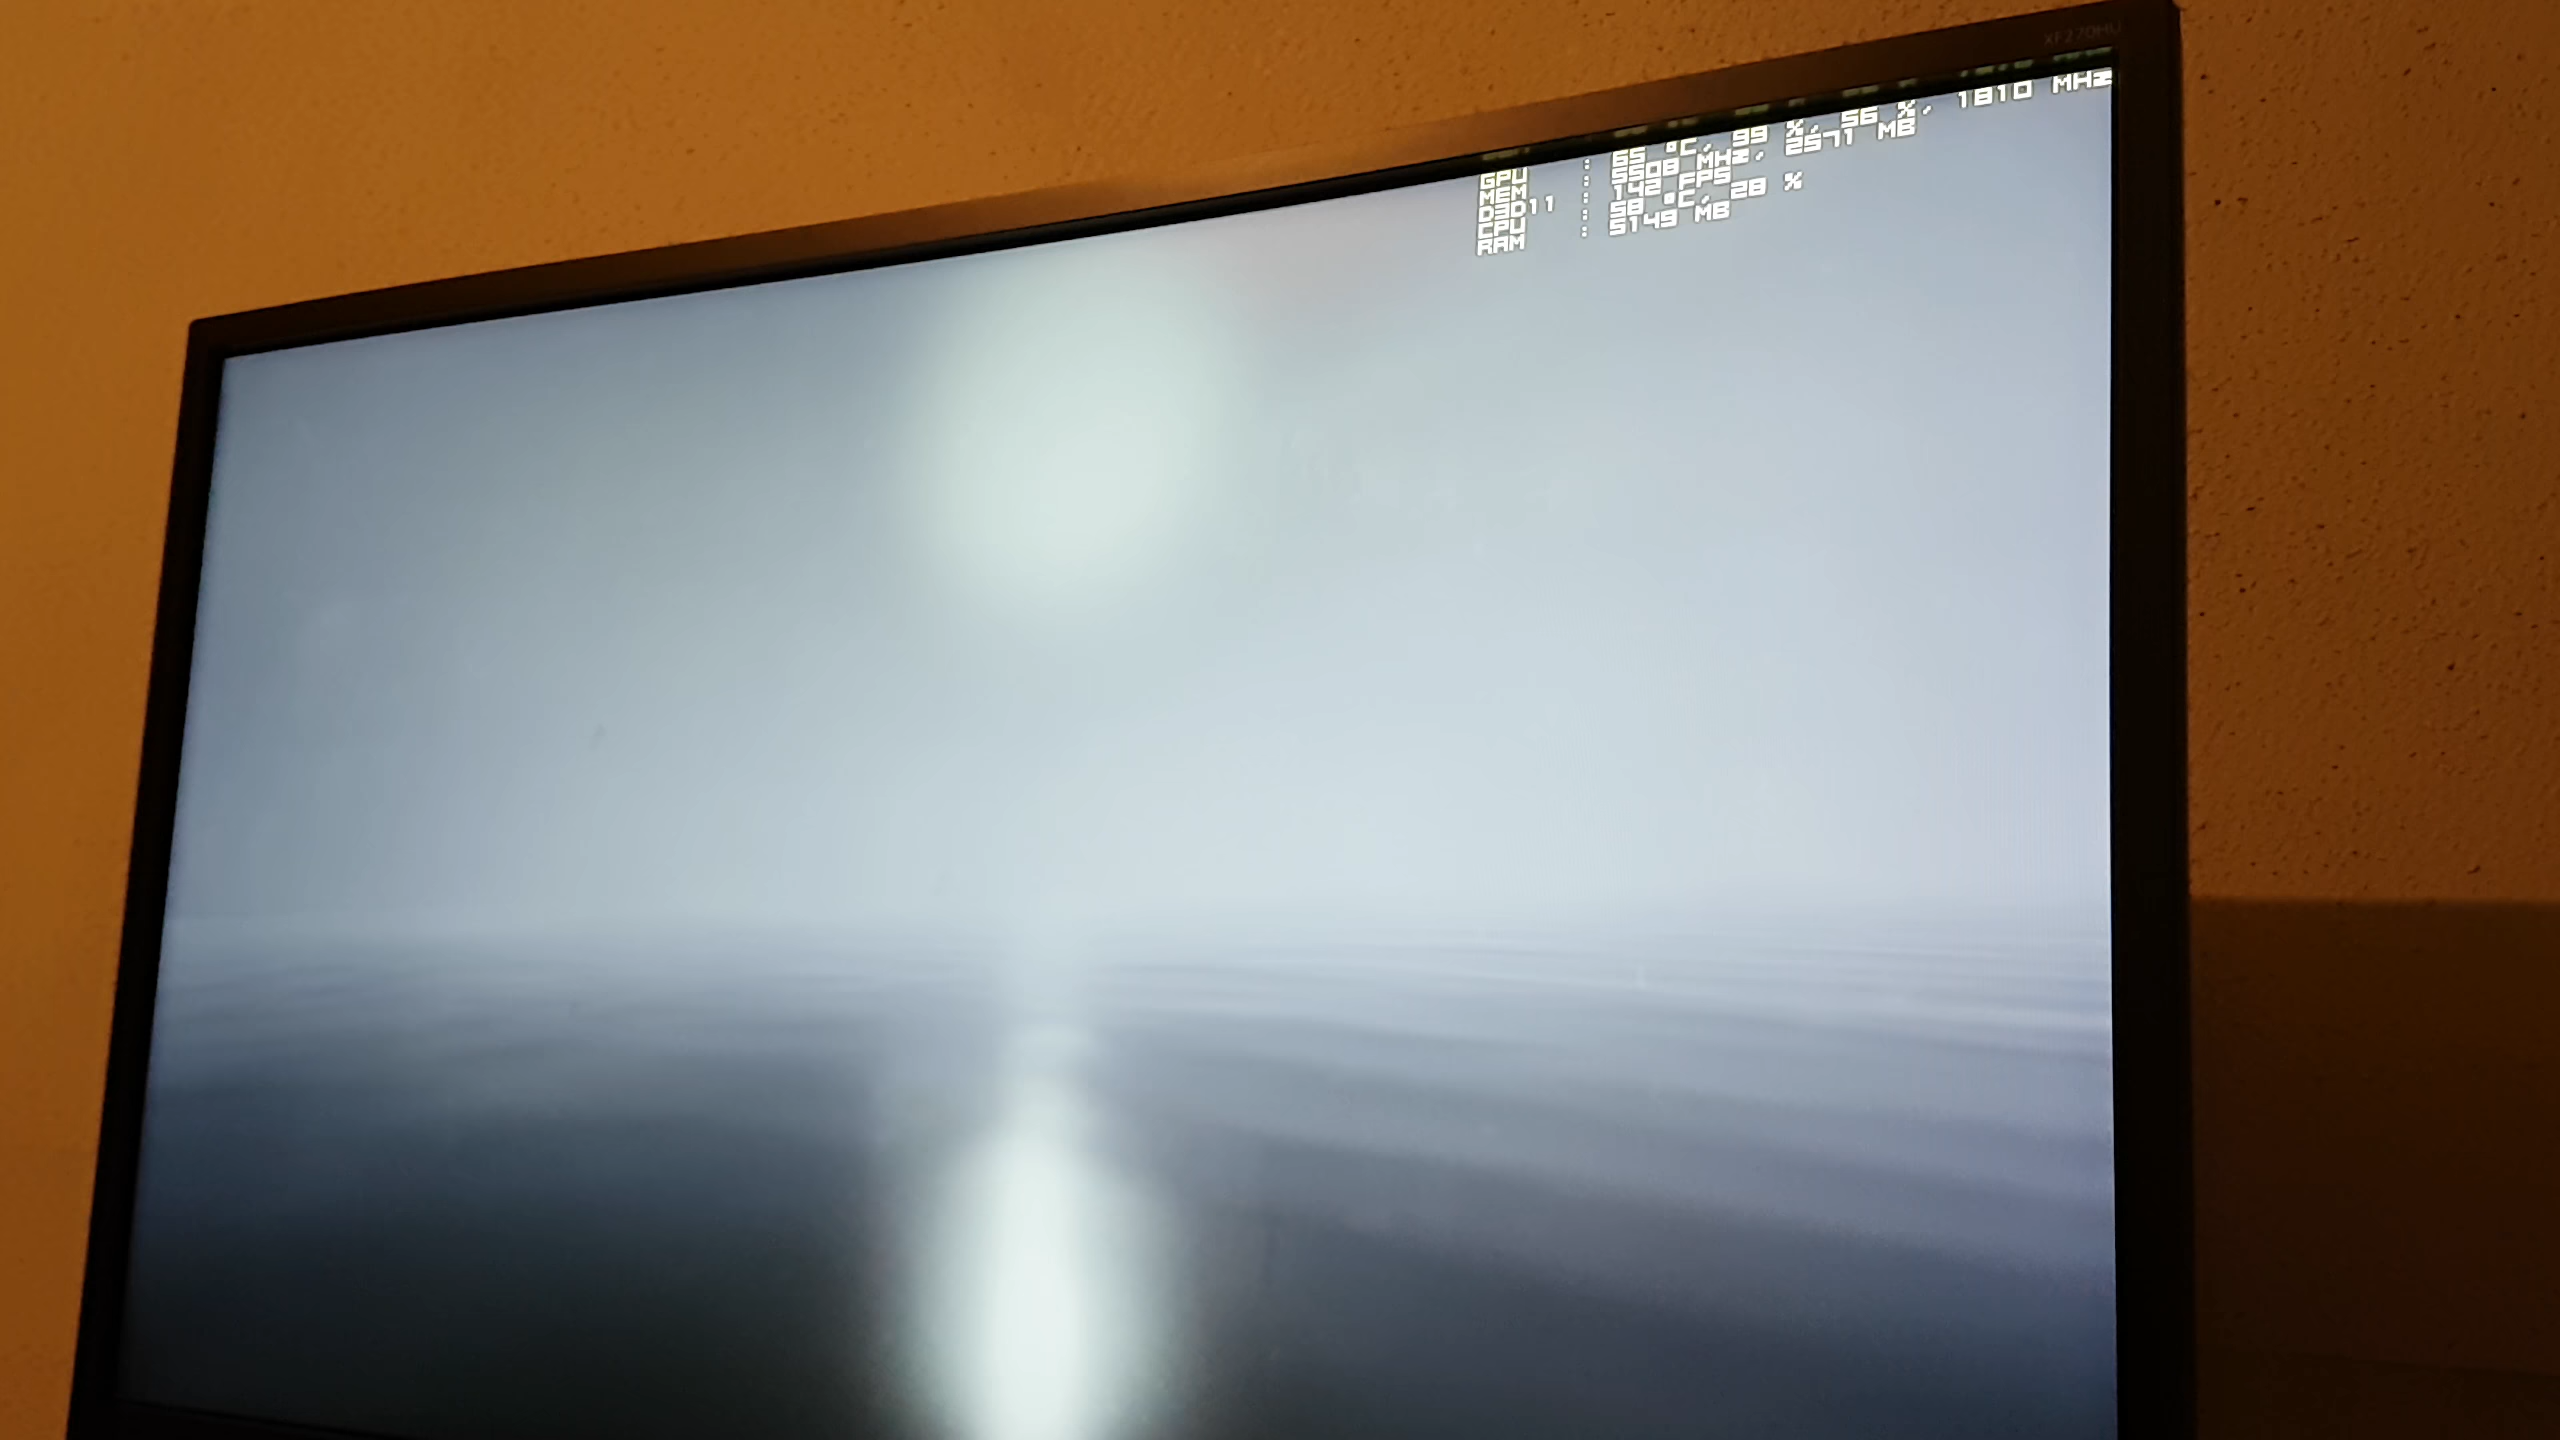 XF270HU
GPU : 65 °C, 99 %, 56 %, 1810 MHz
MEM : 5508 MHz, 2571 MB
D3D11 : 142 FPS
CPU : 58 °C, 28 %
RAM : 5149 MB